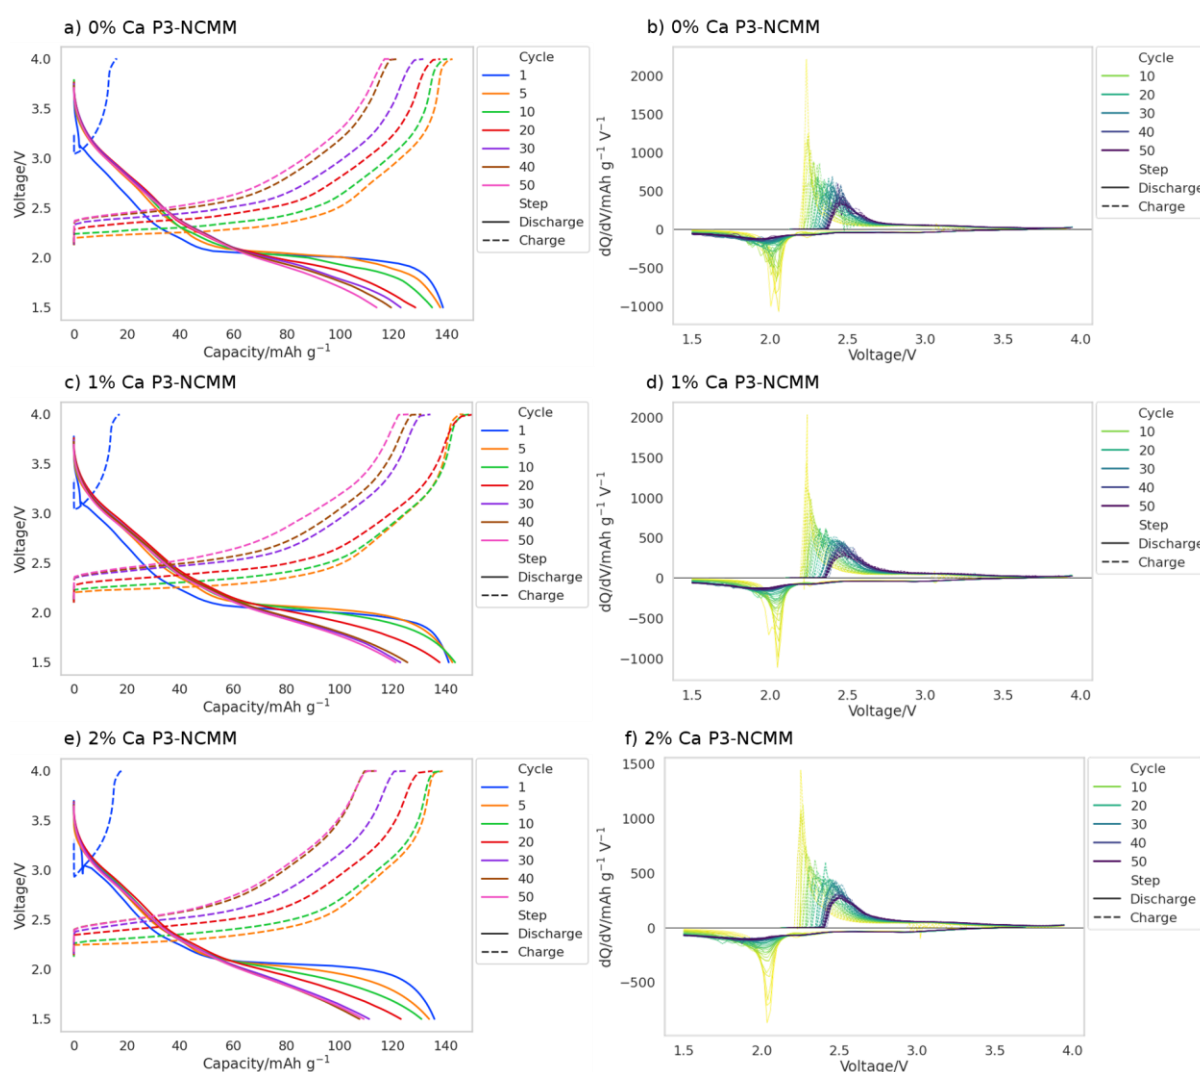 a) 0% Ca P3-NCMM
4.0
3.5
3.0
2.5
2.0
1.5
Voltage/V
0 20 40 60 80 100 120 140
Capacity/mAh g⁻¹
Cycle
1
5
10
20
30
40
50
Step
Discharge
Charge
b) 0% Ca P3-NCMM
2000
1500
1000
500
0
−500
−1000
dQ/dV/mAh g⁻¹ V⁻¹
1.5 2.0 2.5 3.0 3.5 4.0
Voltage/V
Cycle
10
20
30
40
50
Step
Discharge
Charge
c) 1% Ca P3-NCMM
4.0
3.5
3.0
2.5
2.0
1.5
Voltage/V
0 20 40 60 80 100 120 140
Capacity/mAh g⁻¹
Cycle
1
5
10
20
30
40
50
Step
Discharge
Charge
d) 1% Ca P3-NCMM
2000
1500
1000
500
0
−500
−1000
dQ/dV/mAh g⁻¹ V⁻¹
1.5 2.0 2.5 3.0 3.5 4.0
Voltage/V
Cycle
10
20
30
40
50
Step
Discharge
Charge
e) 2% Ca P3-NCMM
4.0
3.5
3.0
2.5
2.0
1.5
Voltage/V
0 20 40 60 80 100 120 140
Capacity/mAh g⁻¹
Cycle
1
5
10
20
30
40
50
Step
Discharge
Charge
f) 2% Ca P3-NCMM
1500
1000
500
0
−500
dQ/dV/mAh g⁻¹ V⁻¹
1.5 2.0 2.5 3.0 3.5 4.0
Voltage/V
Cycle
10
20
30
40
50
Step
Discharge
Charge